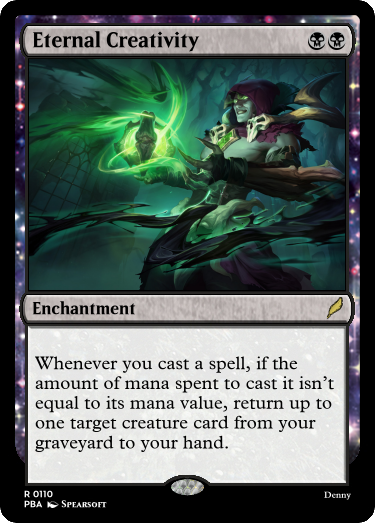 Eternal Creativity
Enchantment
Whenever you cast a spell, if the
amount of mana spent to cast it isn't
equal to its mana value, return up to
one target creature card from your
graveyard to your hand.
R 0110
Denny
PBA SPEARSOFT